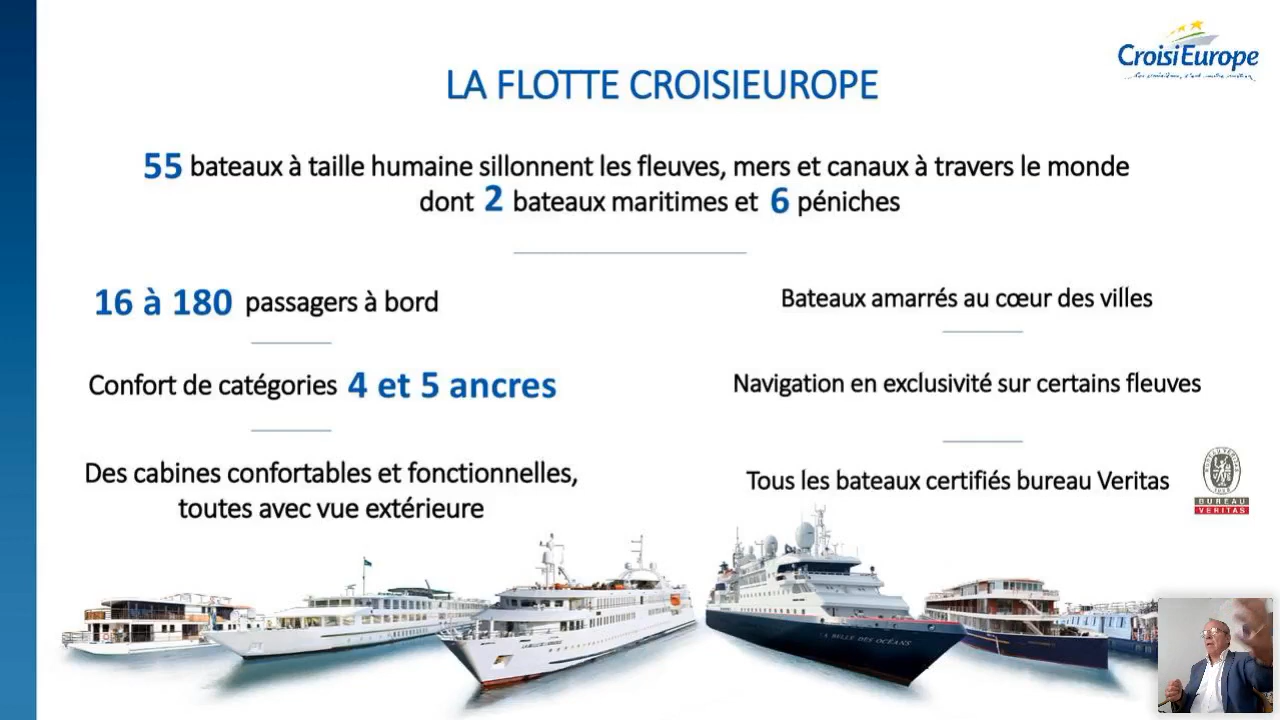 CroisiEurope
LA FLOTTE CROISIEUROPE
55 bateaux à taille humaine sillonnent les fleuves, mers et canaux à travers le monde
dont 2 bateaux maritimes et 6 péniches
16 à 180 passagers à bord
Confort de catégories 4 et 5 ancres
Des cabines confortables et fonctionnelles,
toutes avec vue extérieure
Bateaux amarrés au cœur des villes
Navigation en exclusivité sur certains fleuves
Tous les bateaux certifiés bureau Veritas
BUREAU
VERITAS
LA BELLE DES OCÉANS